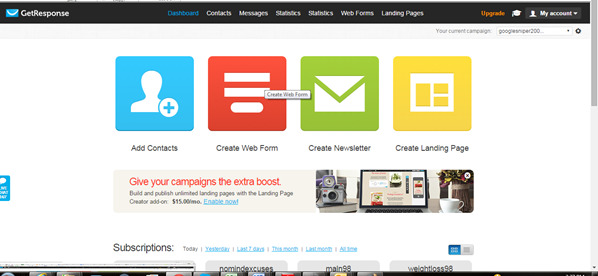 GetResponse
Dashboard Contacts Messages Statistics Statistics Web Forms Landing Pages Upgrade My account
Your current campaign: googlesniper200...
Create Web Form
Add Contacts Create Web Form Create Newsletter Create Landing Page
Give your campaigns the extra boost.
Build and publish unlimited landing pages with the Landing Page
Creator add-on: $15.00/mo. Enable now!
LIVE
CHAT
Subscriptions: Today | Yesterday | Last 7 days | This month | Last month | All time
nomindexcuses main98 weightloss98